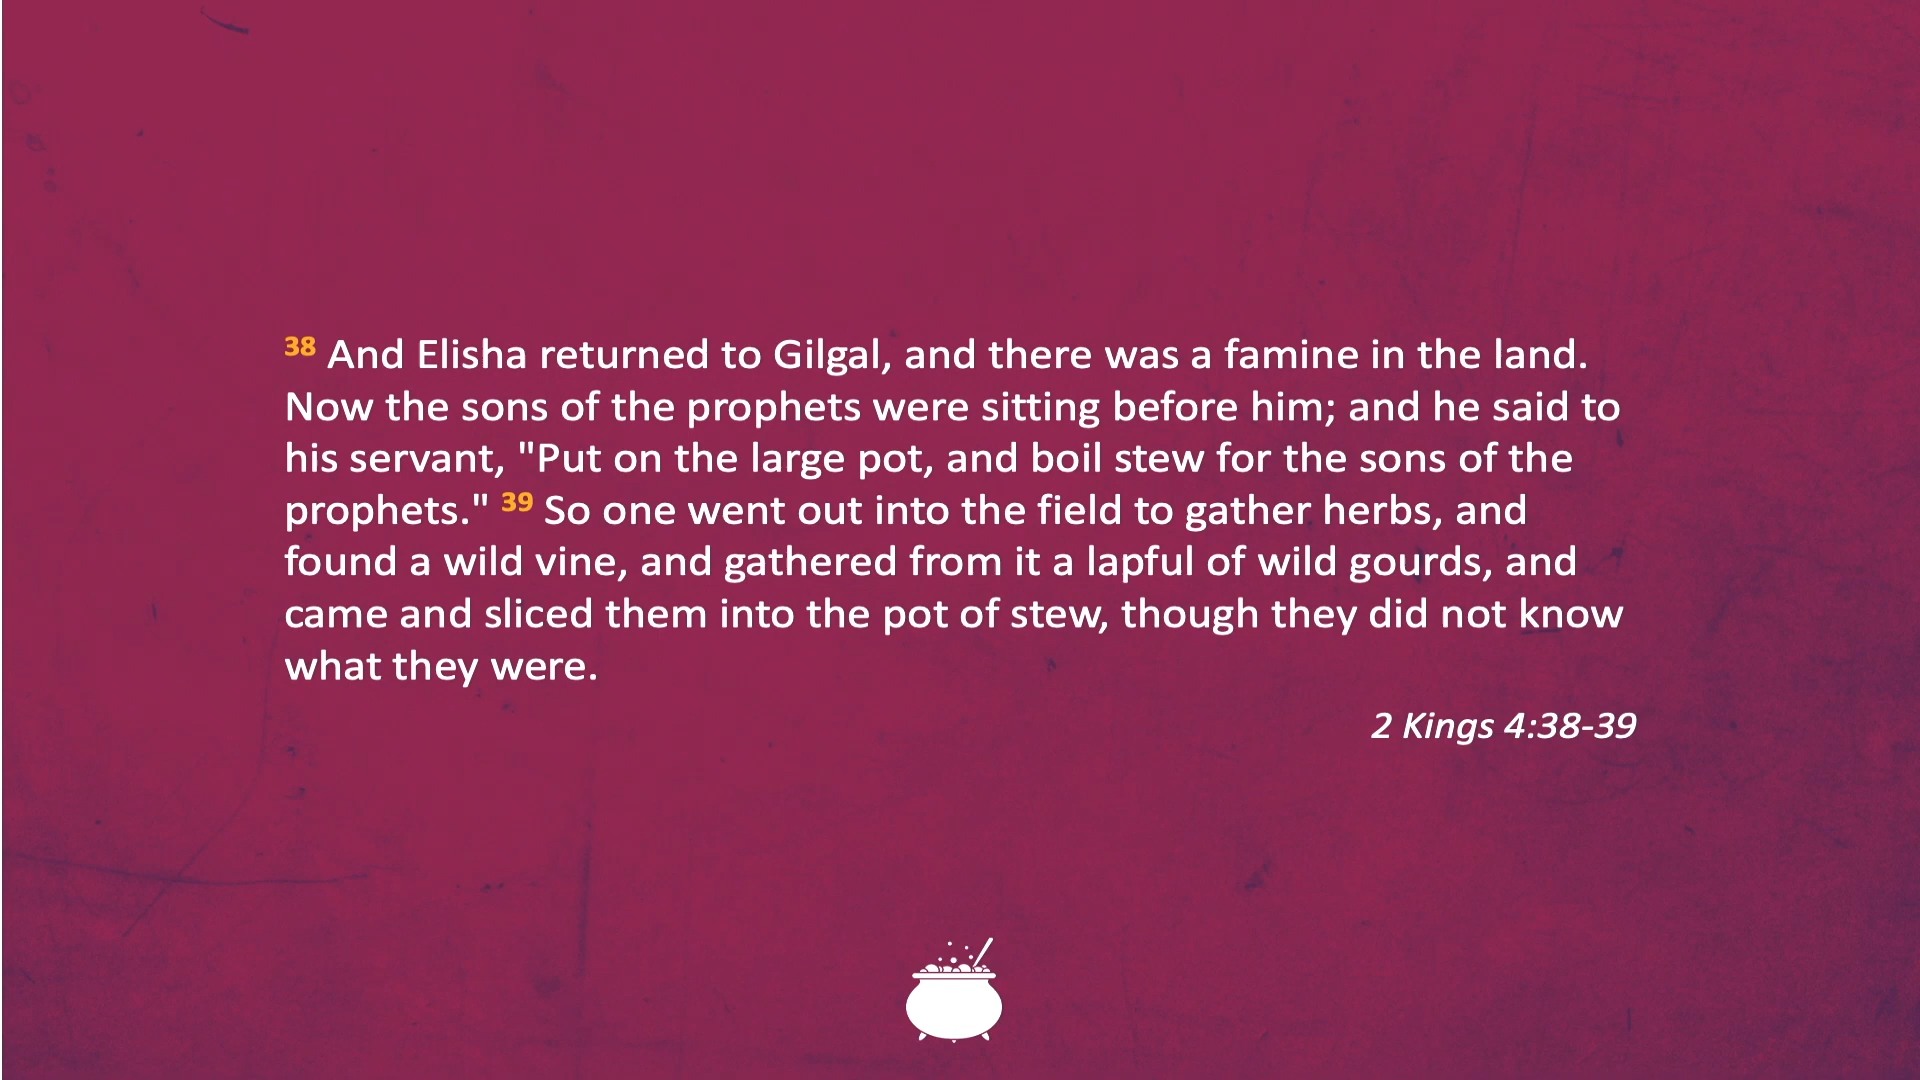 38 And Elisha returned to Gilgal, and there was a famine in the land.
Now the sons of the prophets were sitting before him; and he said to
his servant, "Put on the large pot, and boil stew for the sons of the
prophets." 39 So one went out into the field to gather herbs, and
found a wild vine, and gathered from it a lapful of wild gourds, and
came and sliced them into the pot of stew, though they did not know
what they were.
2 Kings 4:38-39